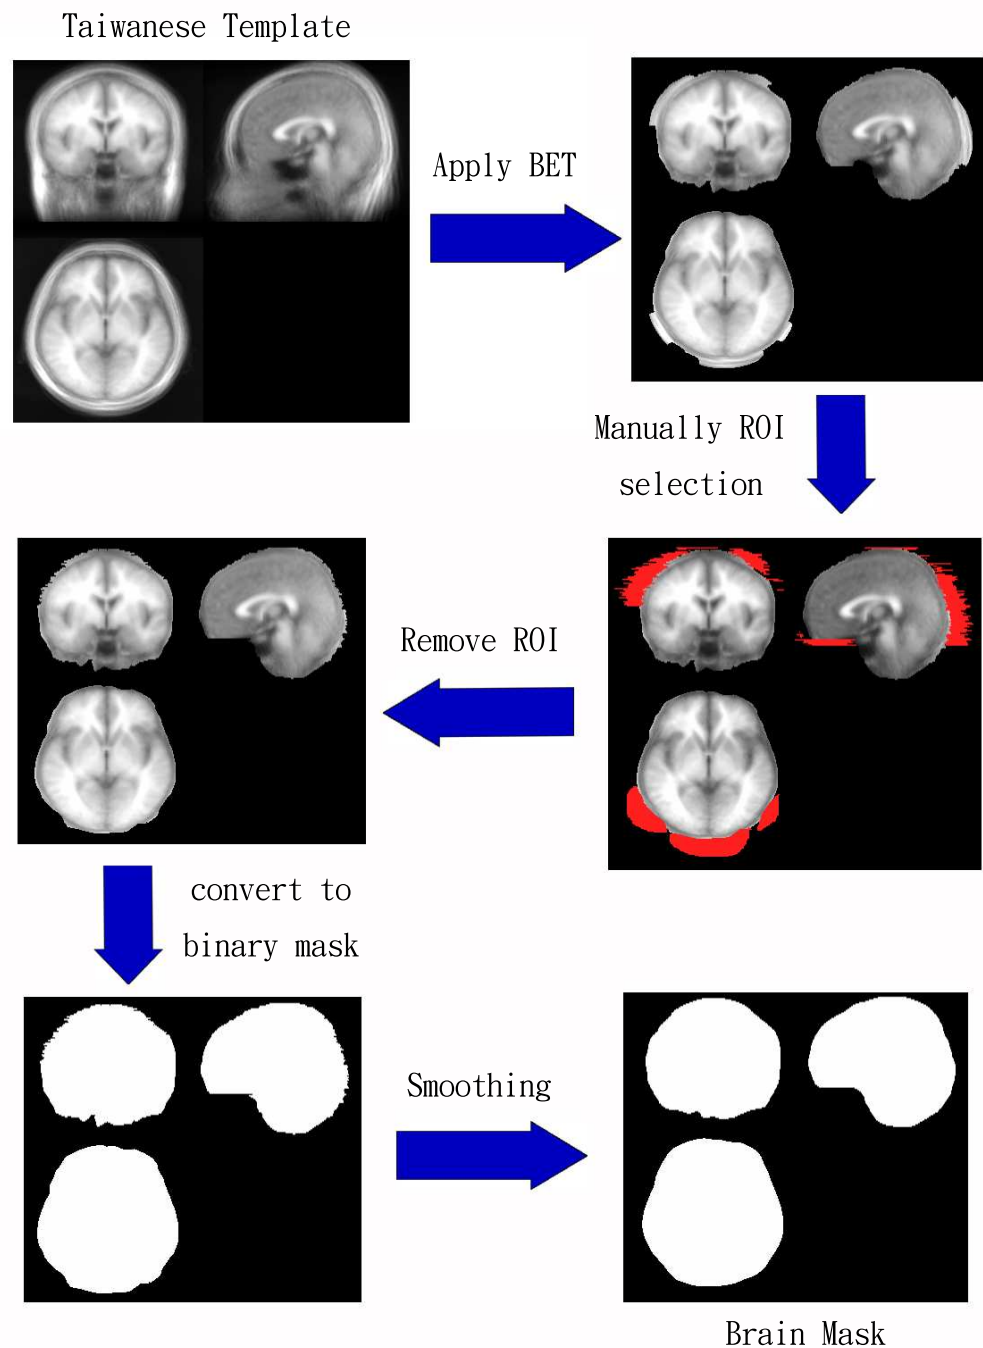 Taiwanese Template
Apply BET
Manually ROI
selection
Remove ROI
convert to
binary mask
Smoothing
Brain Mask